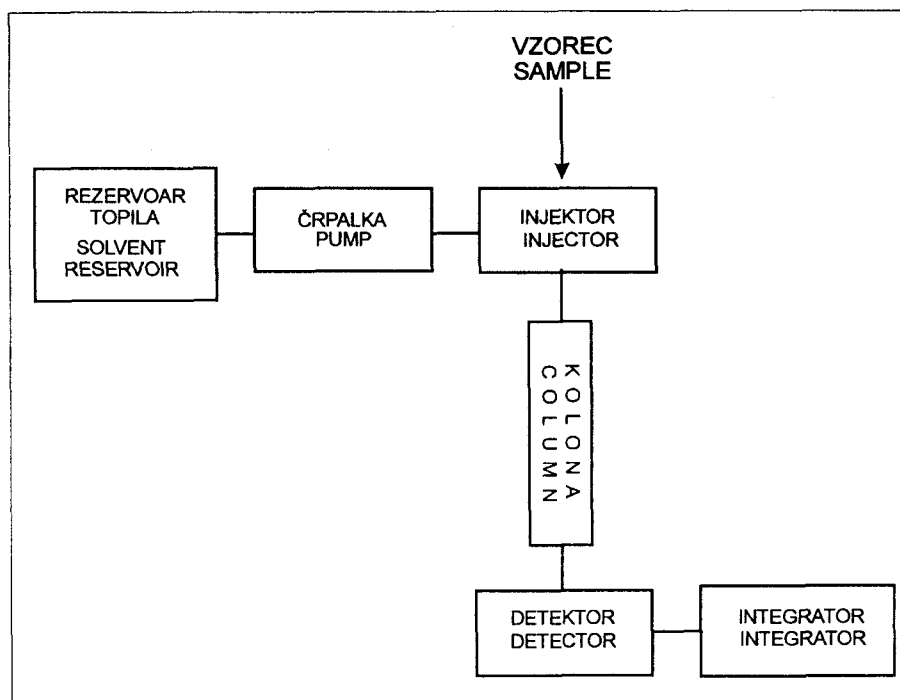 VZOREC
SAMPLE
REZERVOAR
TOPILA
SOLVENT
RESERVOIR
ČRPALKA
PUMP
INJEKTOR
INJECTOR
KOLONA
COLUMN
DETEKTOR
DETECTOR
INTEGRATOR
INTEGRATOR